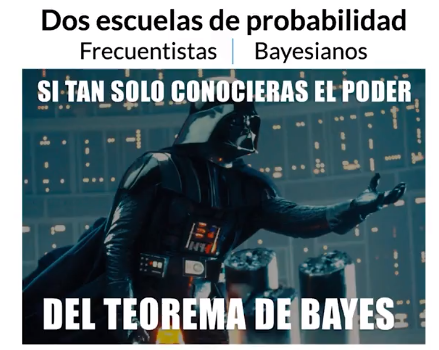 Dos escuelas de probabilidad
Frecuentistas | Bayesianos
SI TAN SOLO CONOCIERAS EL PODER
DEL TEOREMA DE BAYES